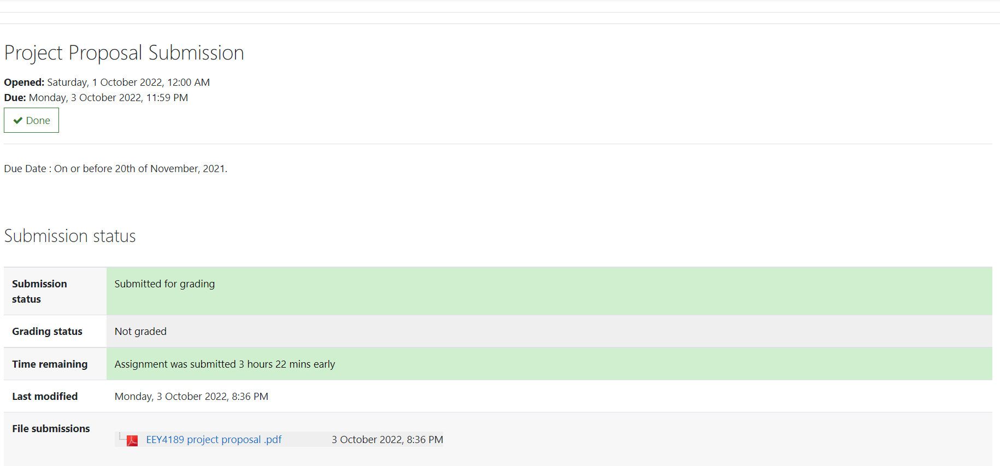 Project Proposal Submission
Opened: Saturday, 1 October 2022, 12:00 AM
Due: Monday, 3 October 2022, 11:59 PM
Done
Due Date : On or before 20th of November, 2021.
Submission status
Submission status
Submitted for grading
Grading status
Not graded
Time remaining
Assignment was submitted 3 hours 22 mins early
Last modified
Monday, 3 October 2022, 8:36 PM
File submissions
EEY4189 project proposal .pdf
3 October 2022, 8:36 PM